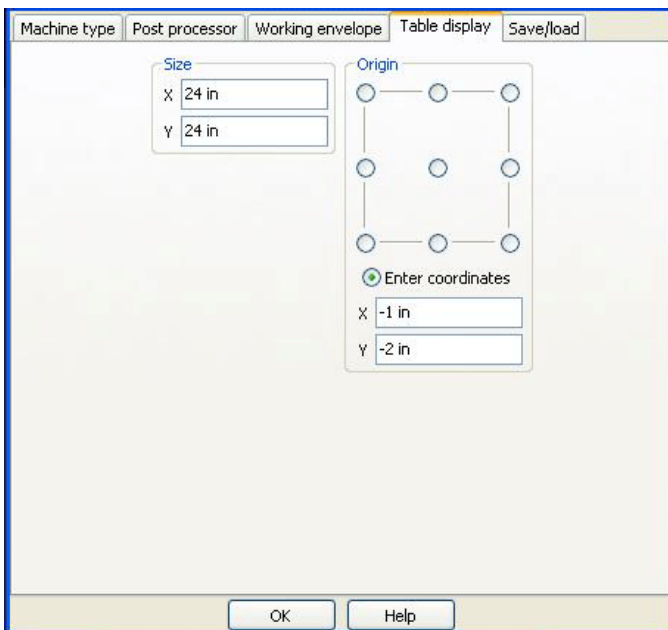 Machine type Post processor Working envelope Table display Save/load
Size
X 24 in
Y 24 in
Origin
Enter coordinates
X -1 in
Y -2 in
OK Help